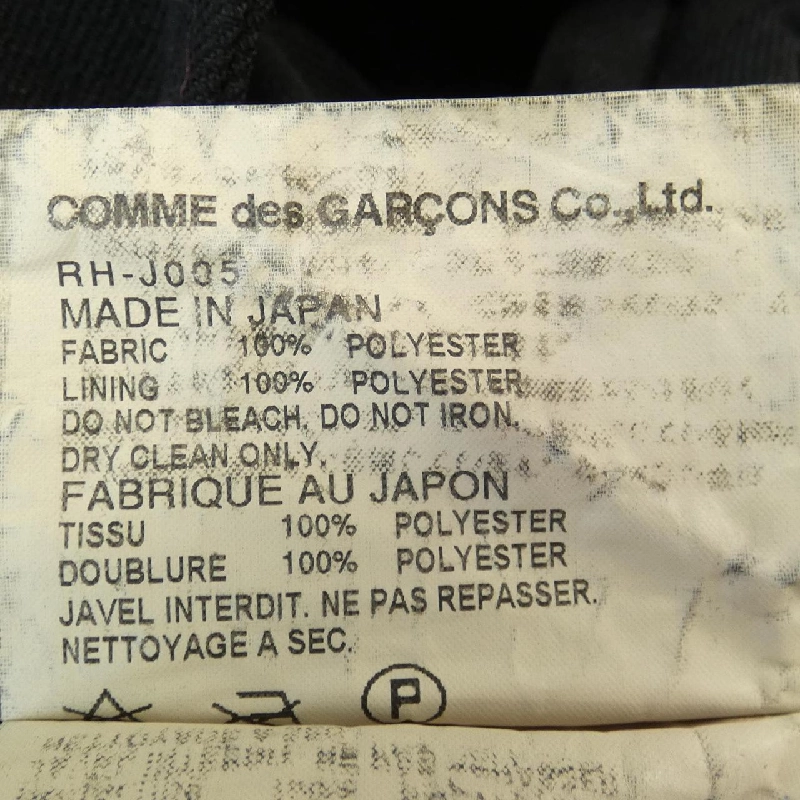 COMME des GARÇONS Co.,Ltd.
RH-J005
MADE IN JAPAN
FABRIC 100% POLYESTER
LINING 100% POLYESTER
DO NOT BLEACH. DO NOT IRON.
DRY CLEAN ONLY.
FABRIQUE AU JAPON
TISSU 100% POLYESTER
DOUBLURE 100% POLYESTER
JAVEL INTERDIT. NE PAS REPASSER.
NETTOYAGE A SEC.
P